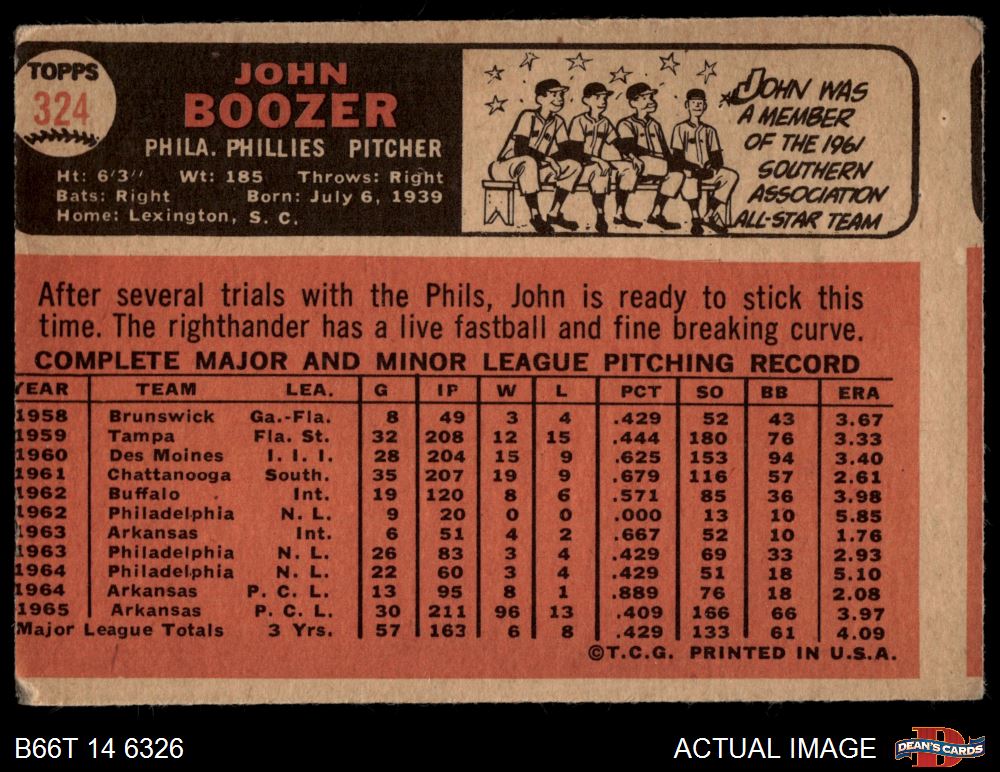 TOPPS
324
JOHN
BOOZER
PHILA. PHILLIES PITCHER
Ht: 6'3" Wt: 185 Throws: Right
Bats: Right Born: July 6, 1939
Home: Lexington, S. C.
JOHN WAS
A MEMBER
OF THE 1961
SOUTHERN
ASSOCIATION
ALL-STAR TEAM
After several trials with the Phils, John is ready to stick this
time. The righthander has a live fastball and fine breaking curve.
COMPLETE MAJOR AND MINOR LEAGUE PITCHING RECORD
YEAR TEAM LEA. G IP W L PCT SO BB ERA
1958 Brunswick Ga.-Fla. 8 49 3 4 .429 52 43 3.67
1959 Tampa Fla. St. 32 208 12 15 .444 180 76 3.33
1960 Des Moines I. I. I. 28 204 15 9 .625 153 94 3.40
1961 Chattanooga South. 35 207 19 9 .679 116 57 2.61
1962 Buffalo Int. 19 120 8 6 .571 85 36 3.98
1962 Philadelphia N. L. 9 20 0 0 .000 13 10 5.85
1963 Arkansas Int. 6 51 4 2 .667 52 10 1.76
1963 Philadelphia N. L. 26 83 3 4 .429 69 33 2.93
1964 Philadelphia N. L. 22 60 3 4 .429 51 18 5.10
1964 Arkansas P. C. L. 13 95 8 1 .889 76 18 2.08
1965 Arkansas P. C. L. 30 211 96 13 .409 166 66 3.97
Major League Totals 3 Yrs. 57 163 6 8 .429 133 61 4.09
©T.C.G. PRINTED IN U.S.A.
B66T 14 6326
ACTUAL IMAGE
D
DEAN'S CARDS